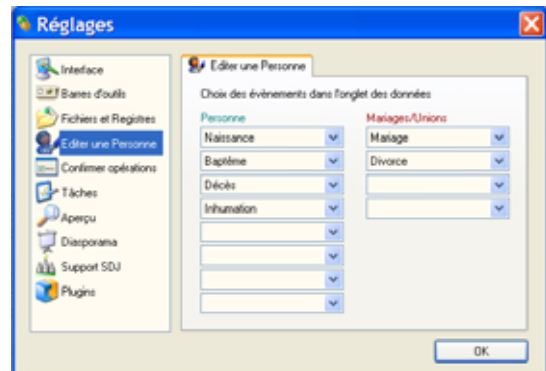 Réglages
Interface
Barres d'outils
Fichiers et Registres
Editer une Personne
Confirmer opérations
Tâches
Aperçu
Diaporama
Support SDJ
Plugins
Editer une Personne
Choix des évènements dans l'onglet des données
Personne
Mariages/Unions
Naissance
Mariage
Baptême
Divorce
Décès
Inhumation
OK